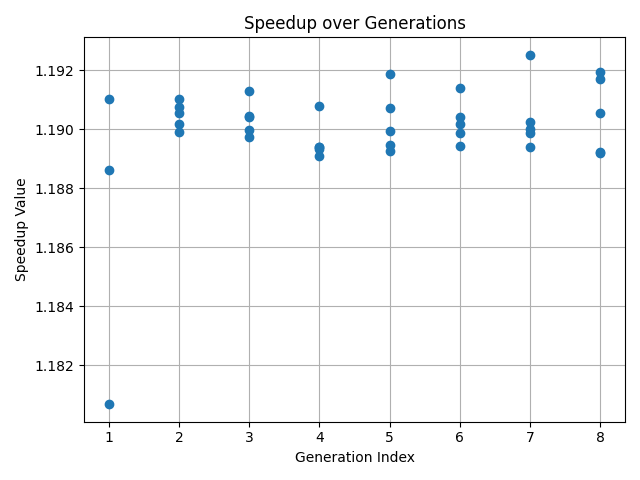 Speedup over Generations
1.192
1.190
1.188
1.186
1.184
1.182
Speedup Value
1 2 3 4 5 6 7 8
Generation Index